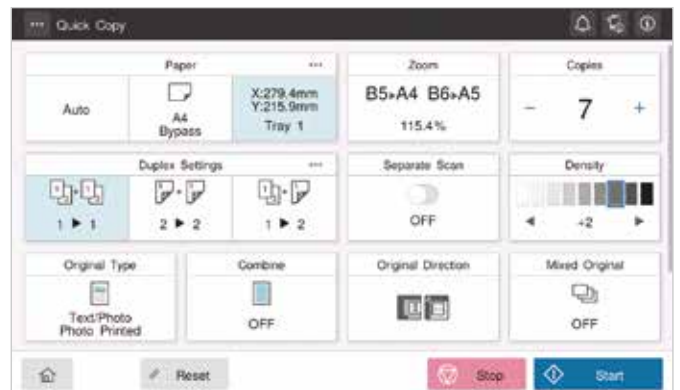 Quick Copy
Paper
Zoom
Copies
Auto
A4
Bypass
X:279.4mm
Y:215.9mm
Tray 1
B5▸A4 B6▸A5
115.4%
- 7 +
Duplex Settings
Separate Scan
Density
1 ▶ 1
2 ▶ 2
1 ▶ 2
OFF
+2
Original Type
Combine
Original Direction
Mixed Original
Text/Photo
Photo Printed
OFF
OFF
Reset
Stop
Start